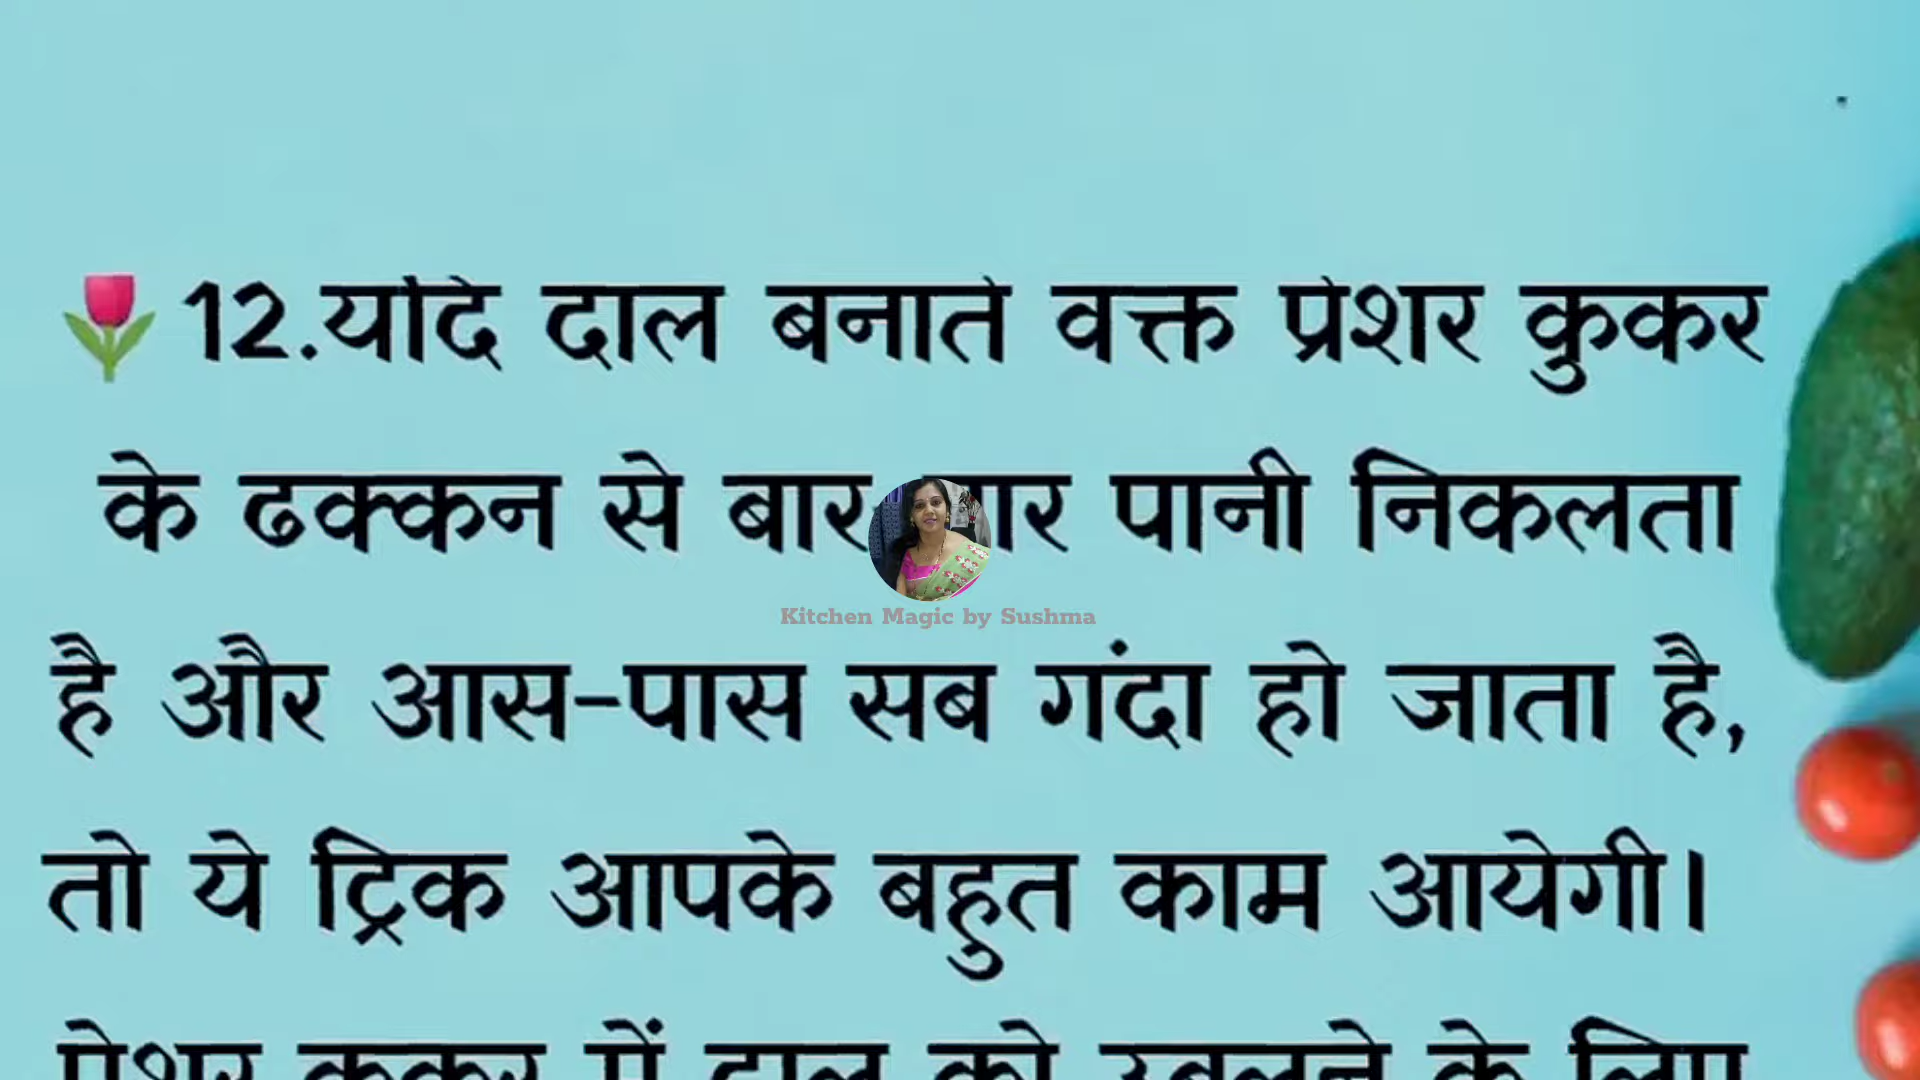 12.यदि दाल बनाते वक्त प्रेशर कुकर
के ढक्कन से बार पानी निकलता
है और आस-पास सब गंदा हो जाता है,
तो ये ट्रिक आपके बहुत काम आयेगी।
प्रेशर कुकर में दाल को उबलने के लिए
Kitchen Magic by Sushma